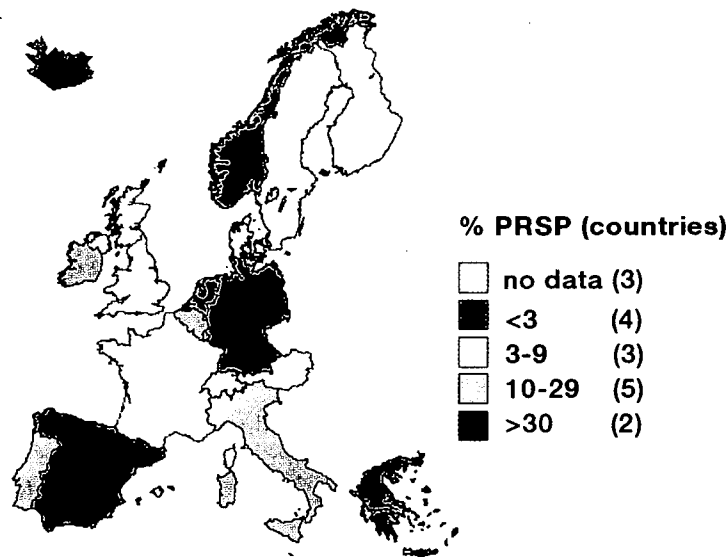 % PRSP (countries)
no data (3)
<3 (4)
3-9 (3)
10-29 (5)
>30 (2)